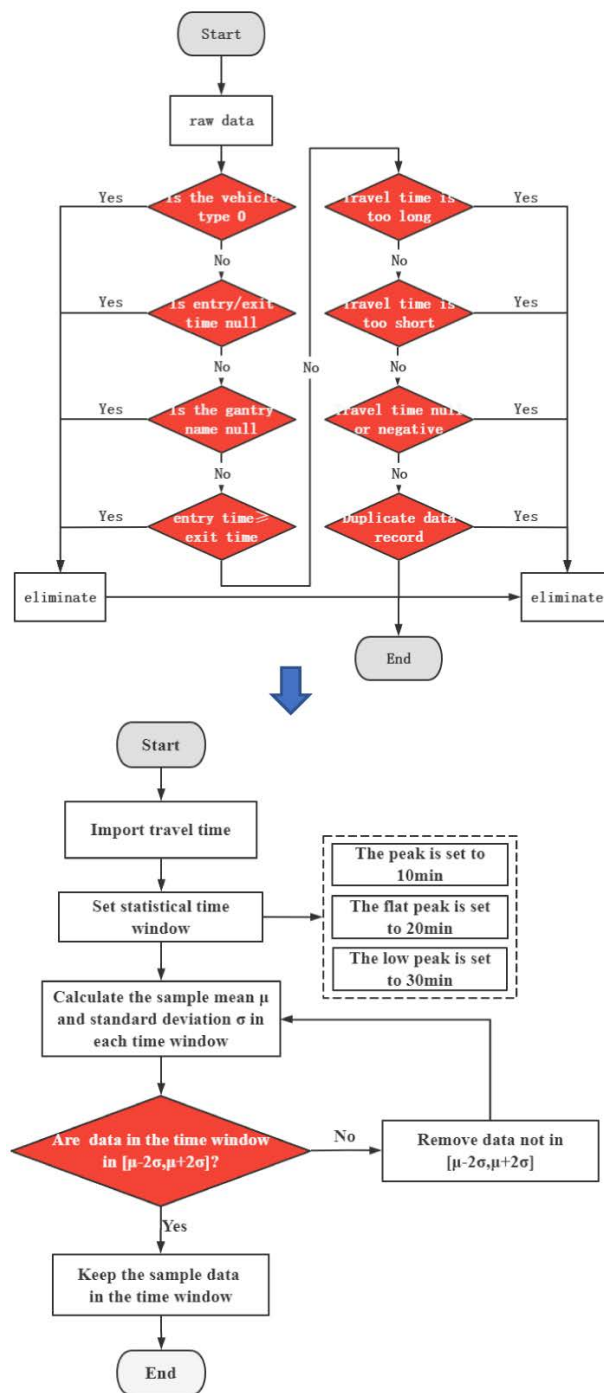 Start
raw data
Yes
Is the vehicle
type 0
No
Yes
Is entry/exit
time null
No
Yes
Is the gantry
name null
No
Yes
entry time≥
exit time
eliminate
No
Travel time is
too long
Yes
No
Travel time is
too short
Yes
No
Travel time null
or negative
Yes
No
Duplicate data
record
Yes
eliminate
End
Start
Import travel time
Set statistical time
window
The peak is set to
10min
The flat peak is set
to 20min
The low peak is set
to 30min
Calculate the sample mean μ
and standard deviation σ in
each time window
Are data in the time window
in [μ-2σ,μ+2σ]?
No
Remove data not in
[μ-2σ,μ+2σ]
Yes
Keep the sample data
in the time window
End